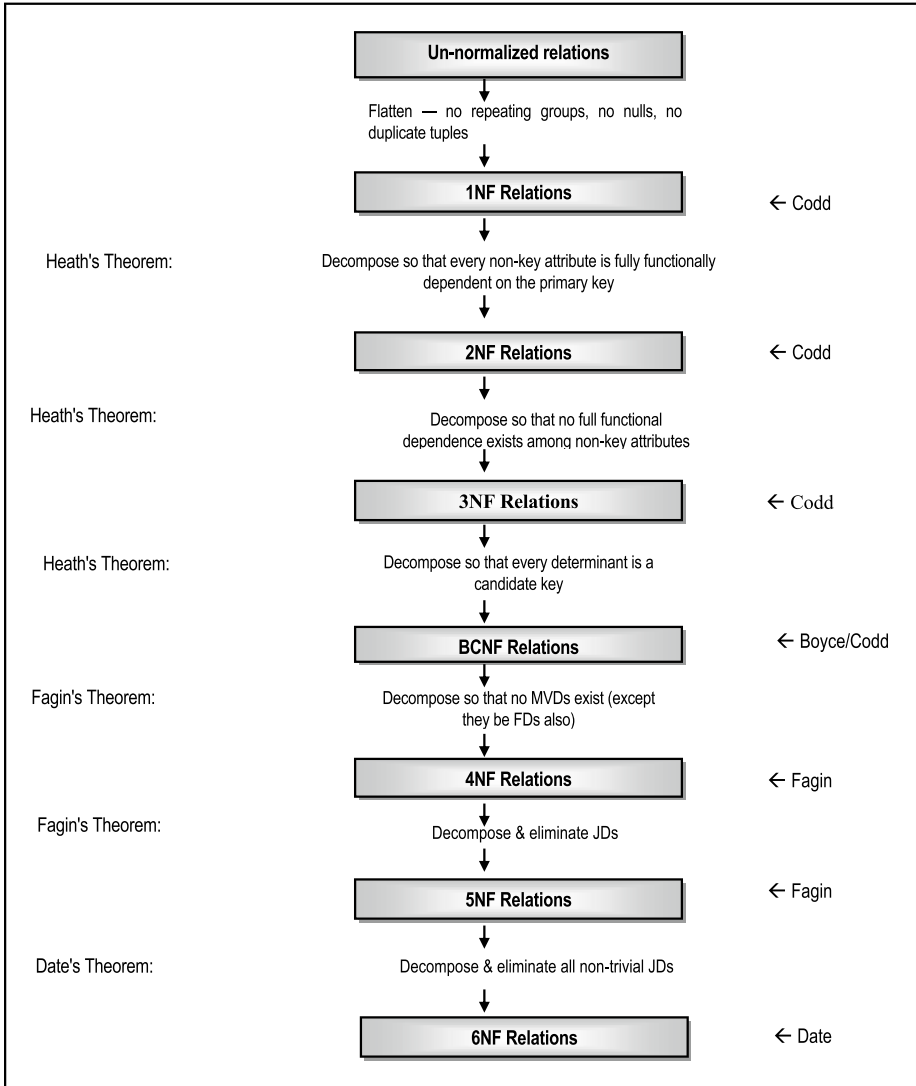 Un-normalized relations
Flatten — no repeating groups, no nulls, no
duplicate tuples
1NF Relations
← Codd
Heath's Theorem:
Decompose so that every non-key attribute is fully functionally
dependent on the primary key
2NF Relations
← Codd
Heath's Theorem:
Decompose so that no full functional
dependence exists among non-key attributes
3NF Relations
← Codd
Heath's Theorem:
Decompose so that every determinant is a
candidate key
BCNF Relations
← Boyce/Codd
Fagin's Theorem:
Decompose so that no MVDs exist (except
they be FDs also)
4NF Relations
← Fagin
Fagin's Theorem:
Decompose & eliminate JDs
5NF Relations
← Fagin
Date's Theorem:
Decompose & eliminate all non-trivial JDs
6NF Relations
← Date